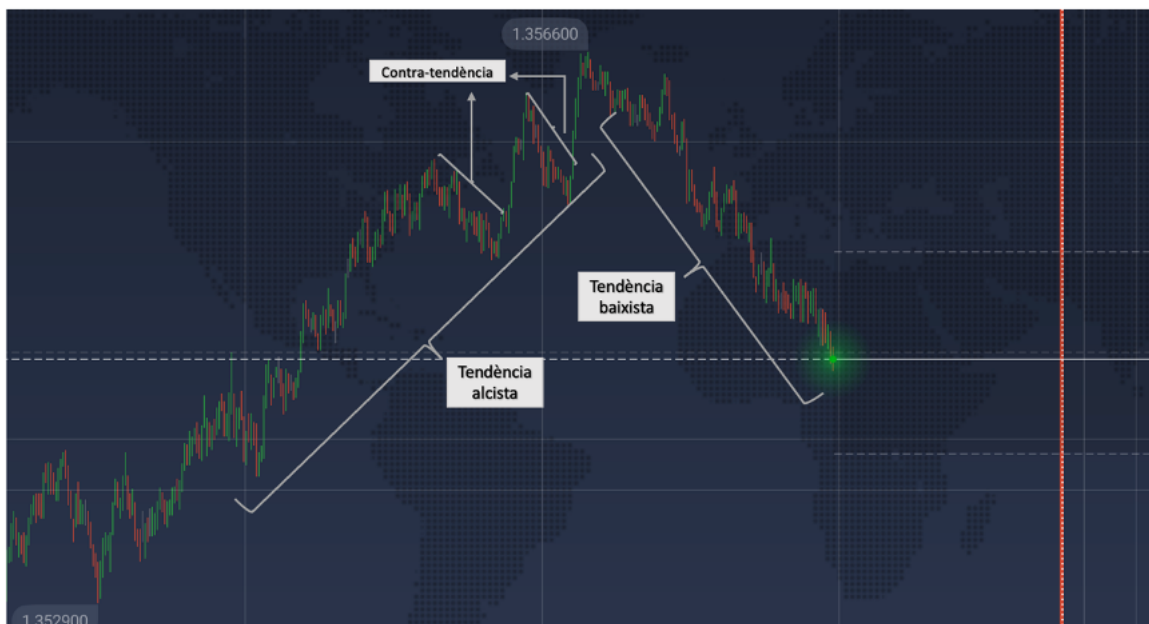 1.356600
Contra-tendència
Tendència
baixista
Tendència
alcista
1.352900